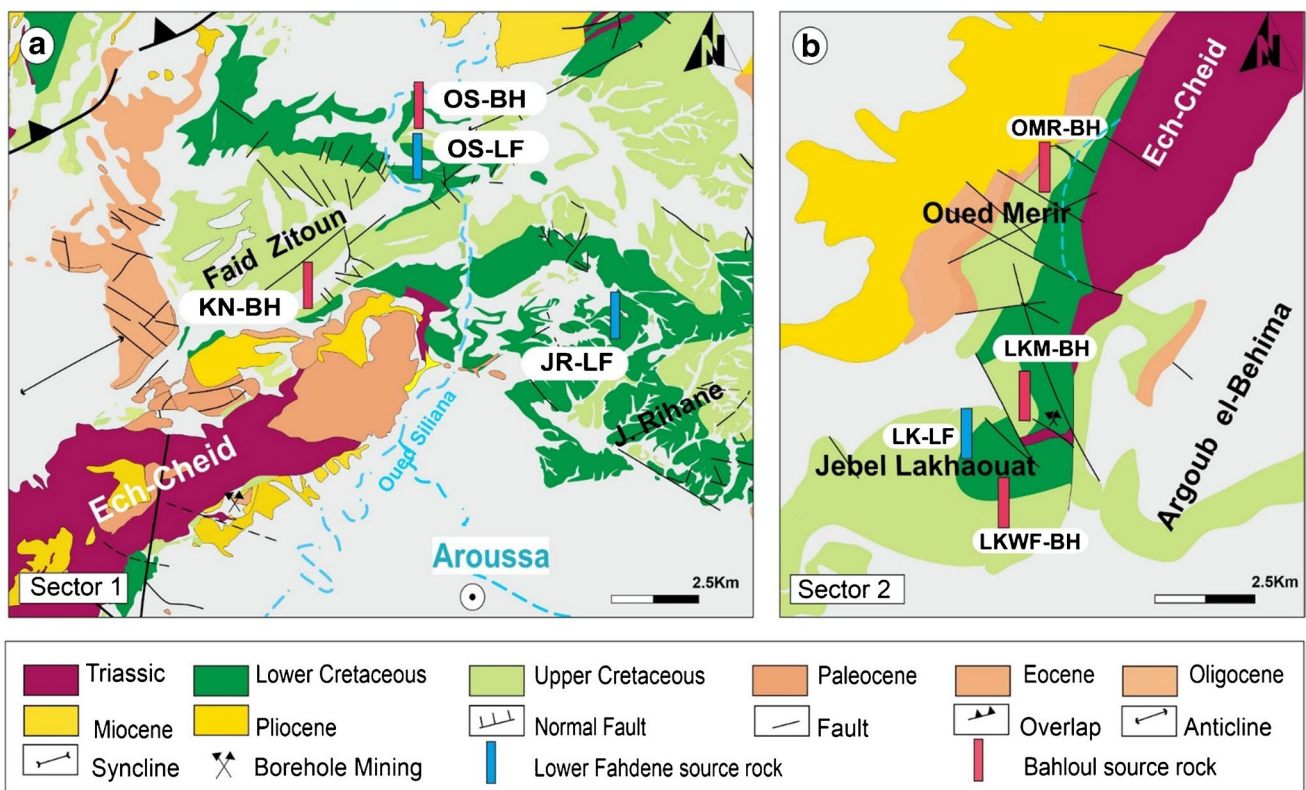 a
N
OS-BH
OS-LF
Faid Zitoun
KN-BH
JR-LF
J. Rihane
Oued Siliana
Ech-Cheid
Aroussa
Sector 1
2.5Km
b
N
Ech-Cheid
OMR-BH
Oued Merir
LKM-BH
LK-LF
Jebel Lakhaouat
LKWF-BH
Argoub el-Behima
Sector 2
2.5Km
Triassic
Lower Cretaceous
Upper Cretaceous
Paleocene
Eocene
Oligocene
Miocene
Pliocene
Normal Fault
Fault
Overlap
Anticline
Syncline
Borehole Mining
Lower Fahdene source rock
Bahloul source rock